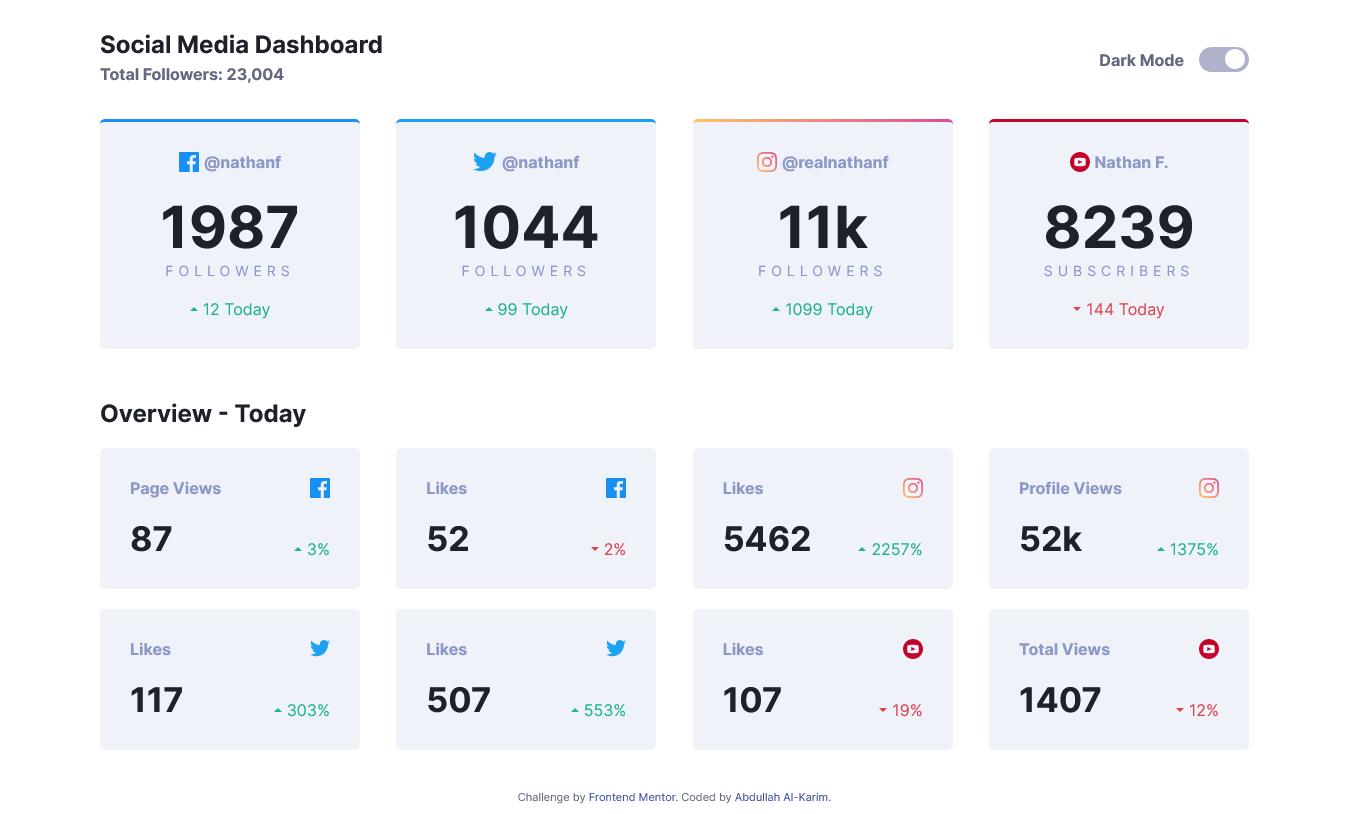 Social Media Dashboard
Total Followers: 23,004
Dark Mode
@nathanf
1987
FOLLOWERS
12 Today
@nathanf
1044
FOLLOWERS
99 Today
@realnathanf
11k
FOLLOWERS
1099 Today
Nathan F.
8239
SUBSCRIBERS
144 Today
Overview - Today
Page Views
87
3%
Likes
52
2%
Likes
5462
2257%
Profile Views
52k
1375%
Likes
117
303%
Likes
507
553%
Likes
107
19%
Total Views
1407
12%
Challenge by Frontend Mentor. Coded by Abdullah Al-Karim.